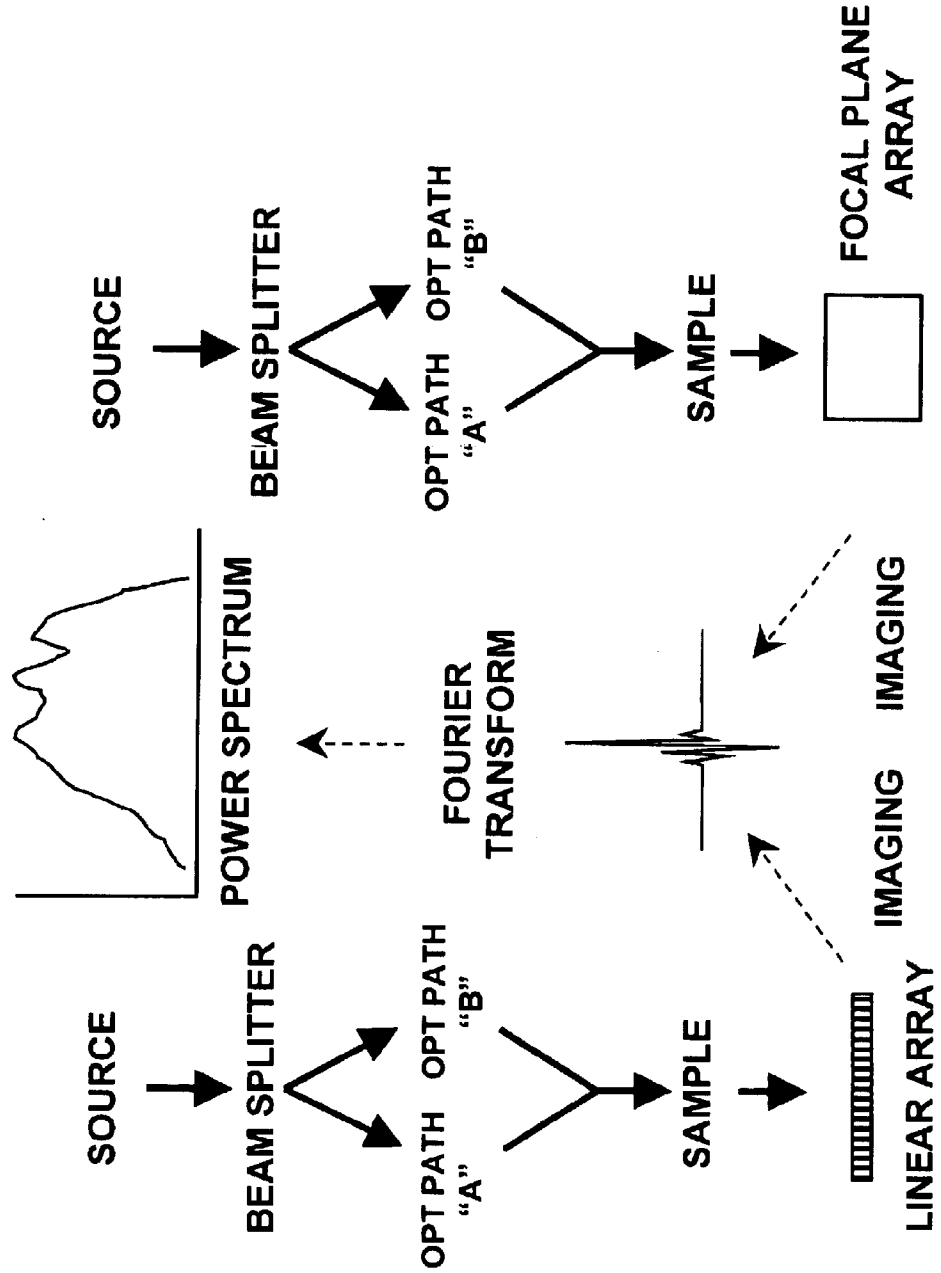 SOURCE
BEAM SPLITTER
OPT PATH
"A"
OPT PATH
"B"
SAMPLE
LINEAR ARRAY
POWER SPECTRUM
FOURIER
TRANSFORM
IMAGING
IMAGING
SOURCE
BEAM SPLITTER
OPT PATH
"A"
OPT PATH
"B"
SAMPLE
FOCAL PLANE
ARRAY